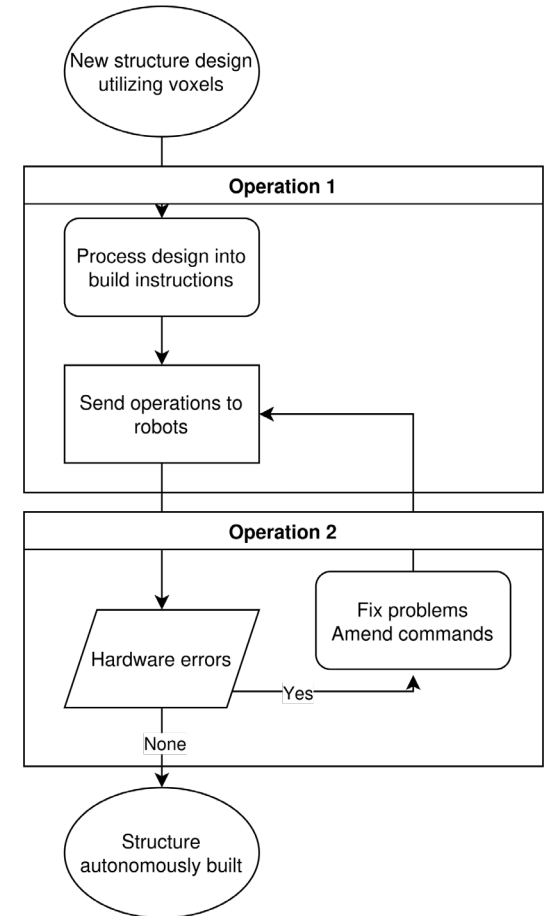 New structure design
utilizing voxels
Operation 1
Process design into
build instructions
Send operations to
robots
Operation 2
Fix problems
Amend commands
Hardware errors
Yes
None
Structure
autonomously built